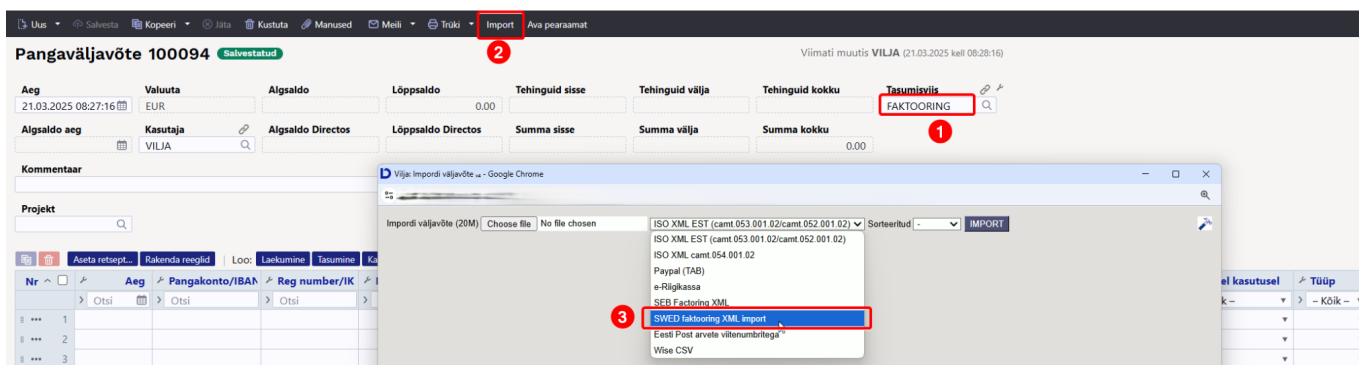 Uus Salvesta Kopeeri Jäta Kustuta Manused Meili Trüki Import Ava pearaamat
2
Pangaväljavõte 100094 Salvestatud
Viimati muutis VILJA (21.03.2025 kell 08:28:16)
Aeg Valuuta Algsaldo Lõppsaldo Tehinguid sisse Tehinguid välja Tehinguid kokku Tasumisviis
21.03.2025 08:27:16 EUR 0.00 FAKTOORING
1
Algsaldo aeg Kasutaja Algsaldo Directos Lõppsaldo Directos Summa sisse Summa välja Summa kokku
VILJA 0.00
Kommentaar
Vilja: Impordi väljavõte - Google Chrome
Projekt
Impordi väljavõte (20M) Choose file No file chosen ISO XML EST (camt.053.001.02/camt.052.001.02) Sorteeritud - IMPORT
ISO XML EST (camt.053.001.02/camt.052.001.02)
ISO XML camt.054.001.02
Paypal (TAB)
e-Riigikassa
SEB Factoring XML
3 SWED faktooring XML import
Eesti Post arvete viitenumbritega
Wise CSV
Aseta retsept... Rakenda reeglid Loo: Laekumine Tasumine Ka
Nr Aeg Pangakonto/IBAN Reg number/IK el kasutusel Tüüp
Otsi Otsi Otsi k – – Kõik –
1
2
3